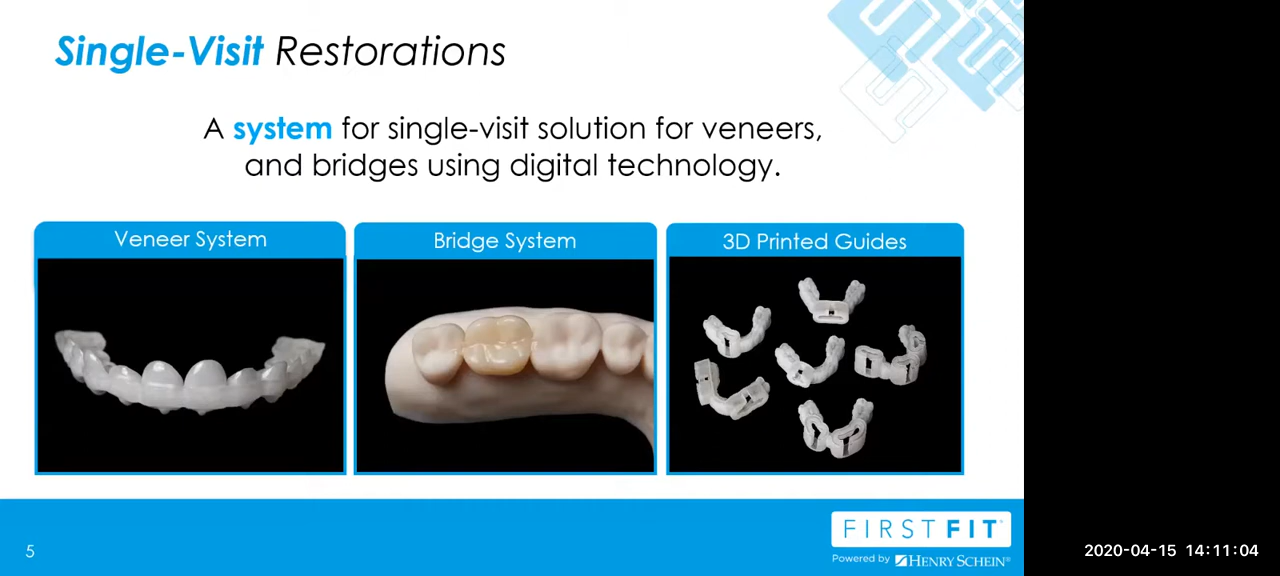 Single-Visit Restorations
A system for single-visit solution for veneers,
and bridges using digital technology.
Veneer System
Bridge System
3D Printed Guides
5
FIRSTFIT™
Powered by HENRY SCHEIN®
2020-04-15 14:11:04